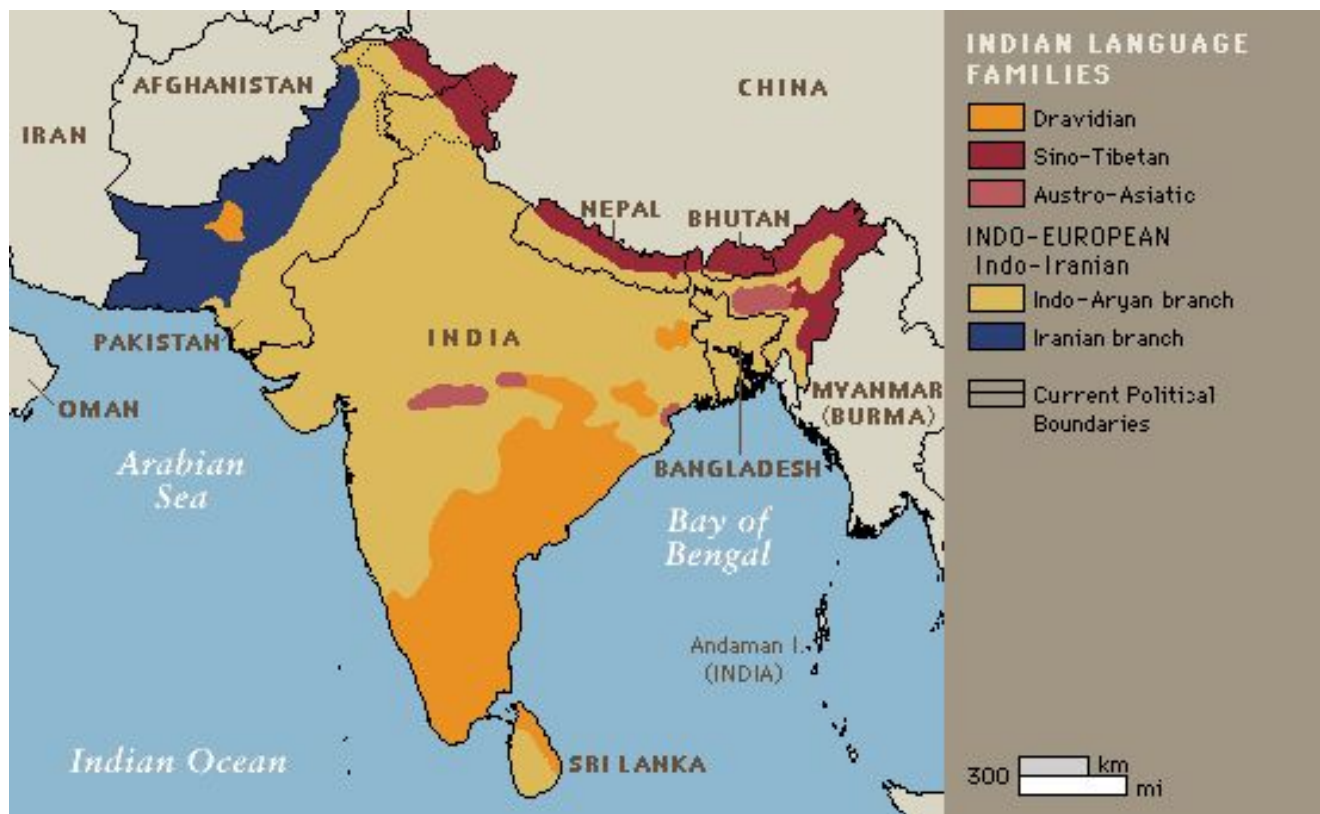 AFGHANISTAN
IRAN
CHINA
NEPAL
BHUTAN
PAKISTAN
INDIA
OMAN
MYANMAR
(BURMA)
BANGLADESH
Arabian
Sea
Bay of
Bengal
Andaman I.
(INDIA)
Indian Ocean
SRI LANKA
INDIAN LANGUAGE
FAMILIES
Dravidian
Sino-Tibetan
Austro-Asiatic
INDO-EUROPEAN
Indo-Iranian
Indo-Aryan branch
Iranian branch
Current Political
Boundaries
300 km
mi